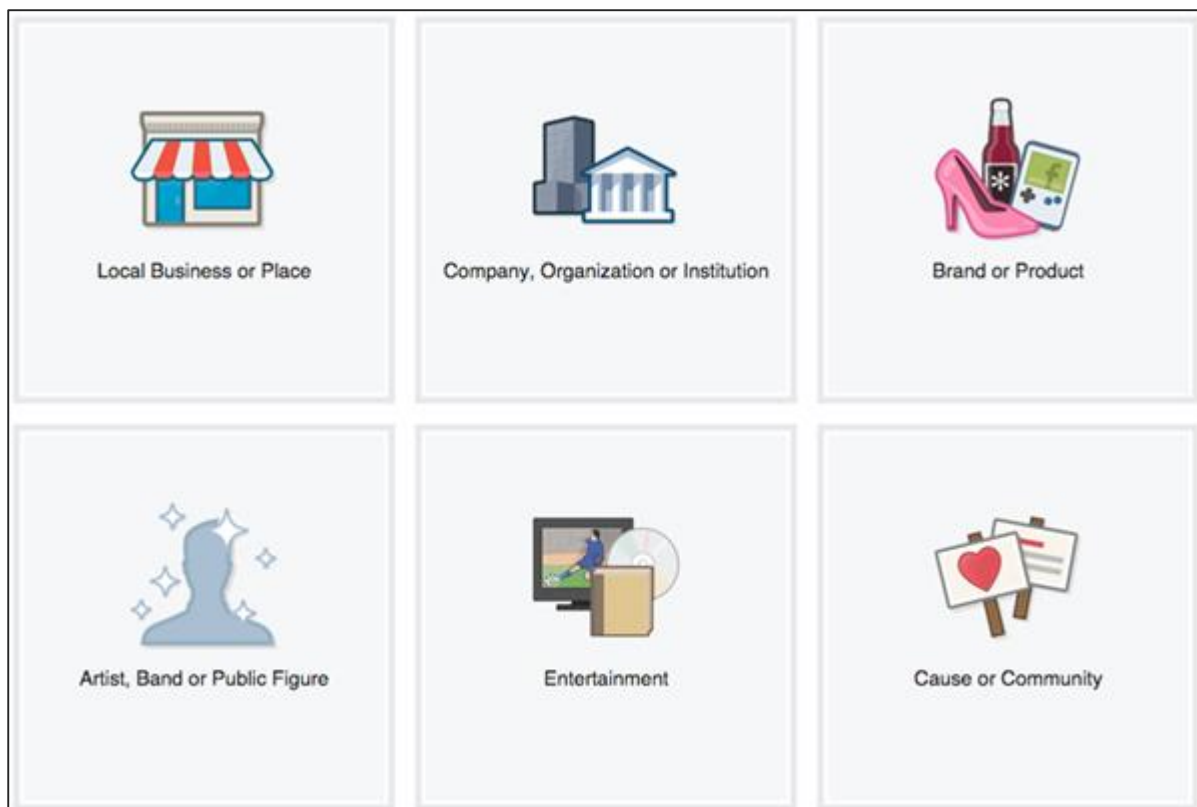 Local Business or Place
Company, Organization or Institution
Brand or Product
Artist, Band or Public Figure
Entertainment
Cause or Community